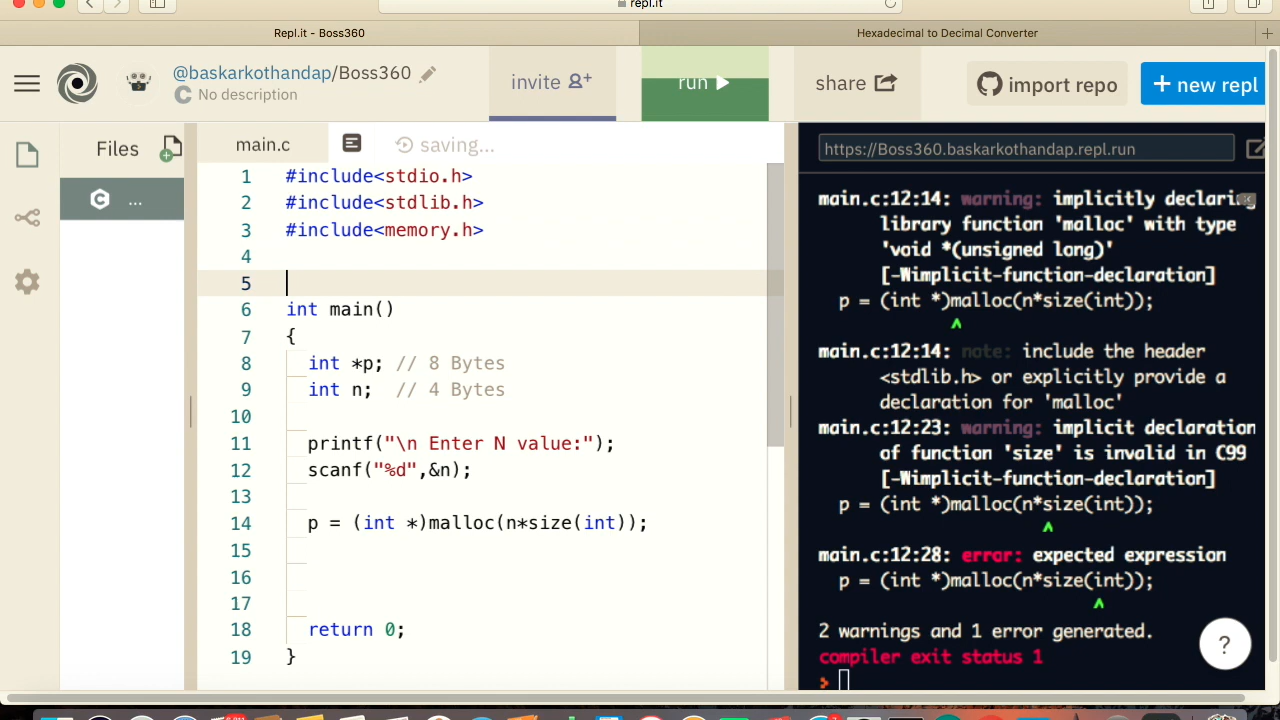 repl.it
Repl.it - Boss360
Hexadecimal to Decimal Converter
@baskarkothandap/Boss360
No description
invite
run
share
import repo
+ new repl
Files
main.c
saving...
https://Boss360.baskarkothandap.repl.run
...
1 #include<stdio.h>
2 #include<stdlib.h>
3 #include<memory.h>
4
5
6 int main()
7 {
8 int *p; // 8 Bytes
9 int n; // 4 Bytes
10
11 printf("\n Enter N value:");
12 scanf("%d",&n);
13
14 p = (int *)malloc(n*size(int));
15
16
17
18 return 0;
19 }
main.c:12:14: warning: implicitly declaring
library function 'malloc' with type
'void *(unsigned long)'
[-Wimplicit-function-declaration]
p = (int *)malloc(n*size(int));
^
main.c:12:14: note: include the header
<stdlib.h> or explicitly provide a
declaration for 'malloc'
main.c:12:23: warning: implicit declaration
of function 'size' is invalid in C99
[-Wimplicit-function-declaration]
p = (int *)malloc(n*size(int));
^
main.c:12:28: error: expected expression
p = (int *)malloc(n*size(int));
^
2 warnings and 1 error generated.
compiler exit status 1
?